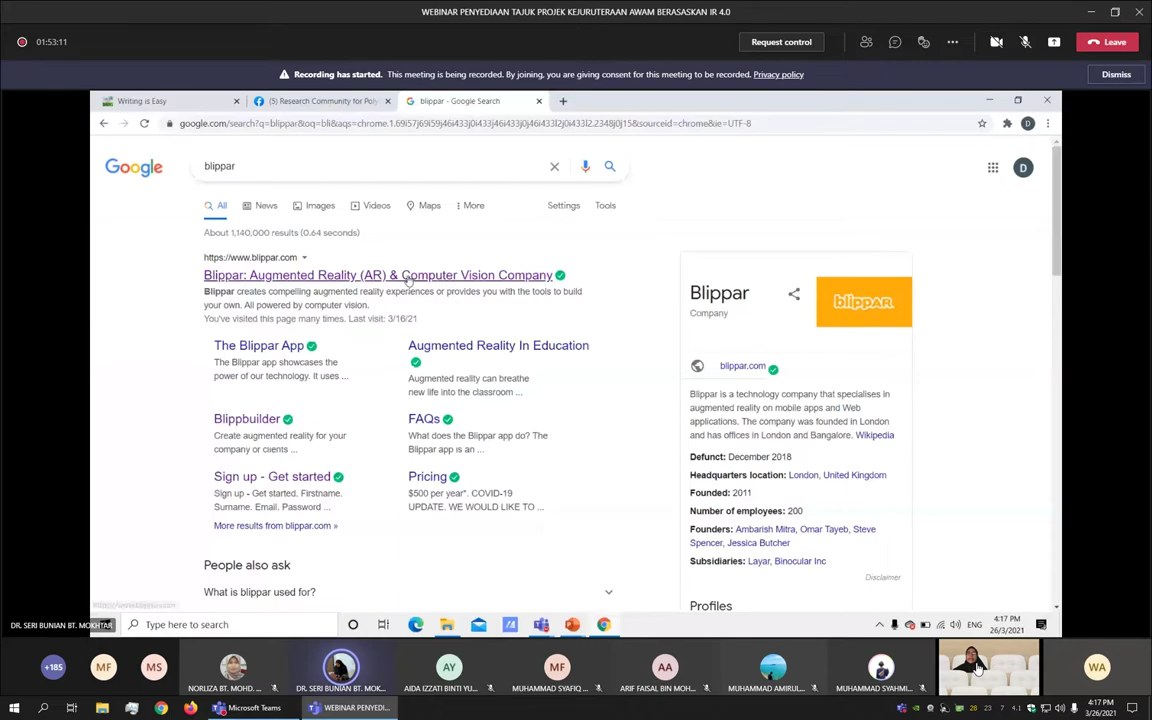 WEBINAR PENYEDIAAN TAJUK PROJEK KEJURUTERAAN AWAM BERASASKAN IR 4.0
01:53:11
Request control
Leave
Recording has started. This meeting is being recorded. By joining, you are giving consent for this meeting to be recorded. Privacy policy
Dismiss
Writing is Easy
(5) Research Community for Poly
blippar - Google Search
google.com/search?q=blippar&oq=bli&aqs=chrome.1.69i57j69i59j46i433j0i433j46i433j0j46i433l2j0i433l2.2348j0j15&sourceid=chrome&ie=UTF-8
D
Google
blippar
D
All
News
Images
Videos
Maps
More
Settings
Tools
About 1,140,000 results (0.64 seconds)
https://www.blippar.com
Blippar: Augmented Reality (AR) & Computer Vision Company
Blippar creates compelling augmented reality experiences or provides you with the tools to build
your own. All powered by computer vision.
You've visited this page many times. Last visit: 3/16/21
The Blippar App
The Blippar app showcases the
power of our technology. It uses ...
Augmented Reality In Education
Augmented reality can breathe
new life into the classroom ...
Blippbuilder
Create augmented reality for your
company or clients ...
FAQs
What does the Blippar app do? The
Blippar app is an ...
Sign up - Get started
Sign up - Get started. Firstname.
Surname. Email. Password ...
Pricing
$500 per year*. COVID-19
UPDATE. WE WOULD LIKE TO ...
More results from blippar.com »
People also ask
What is blippar used for?
Blippar
Company
blippar.
blippar.com
Blippar is a technology company that specialises in
augmented reality on mobile apps and Web
applications. The company was founded in London
and has offices in London and Bangalore. Wikipedia
Defunct: December 2018
Headquarters location: London, United Kingdom
Founded: 2011
Number of employees: 200
Founders: Ambarish Mitra, Omar Tayeb, Steve
Spencer, Jessica Butcher
Subsidiaries: Layar, Binocular Inc
Disclaimer
Profiles
https://www.blippar.com
DR. SERI BUNIAN BT. MOKHTAR
Type here to search
ENG
4:17 PM
26/3/2021
+185
MF
MS
NORLIZA BT. MOHD. ...
DR. SERI BUNIAN BT. MOK...
AY
AIDA IZZATI BINTI YU...
MF
MUHAMMAD SYAFIQ ...
AA
ARIF FAISAL BIN MOH...
MUHAMMAD AMIRUL...
MUHAMMAD SYAHMI...
WA
Microsoft Teams
WEBINAR PENYEDI...
28
23
7
4.1
4:17 PM
3/26/2021